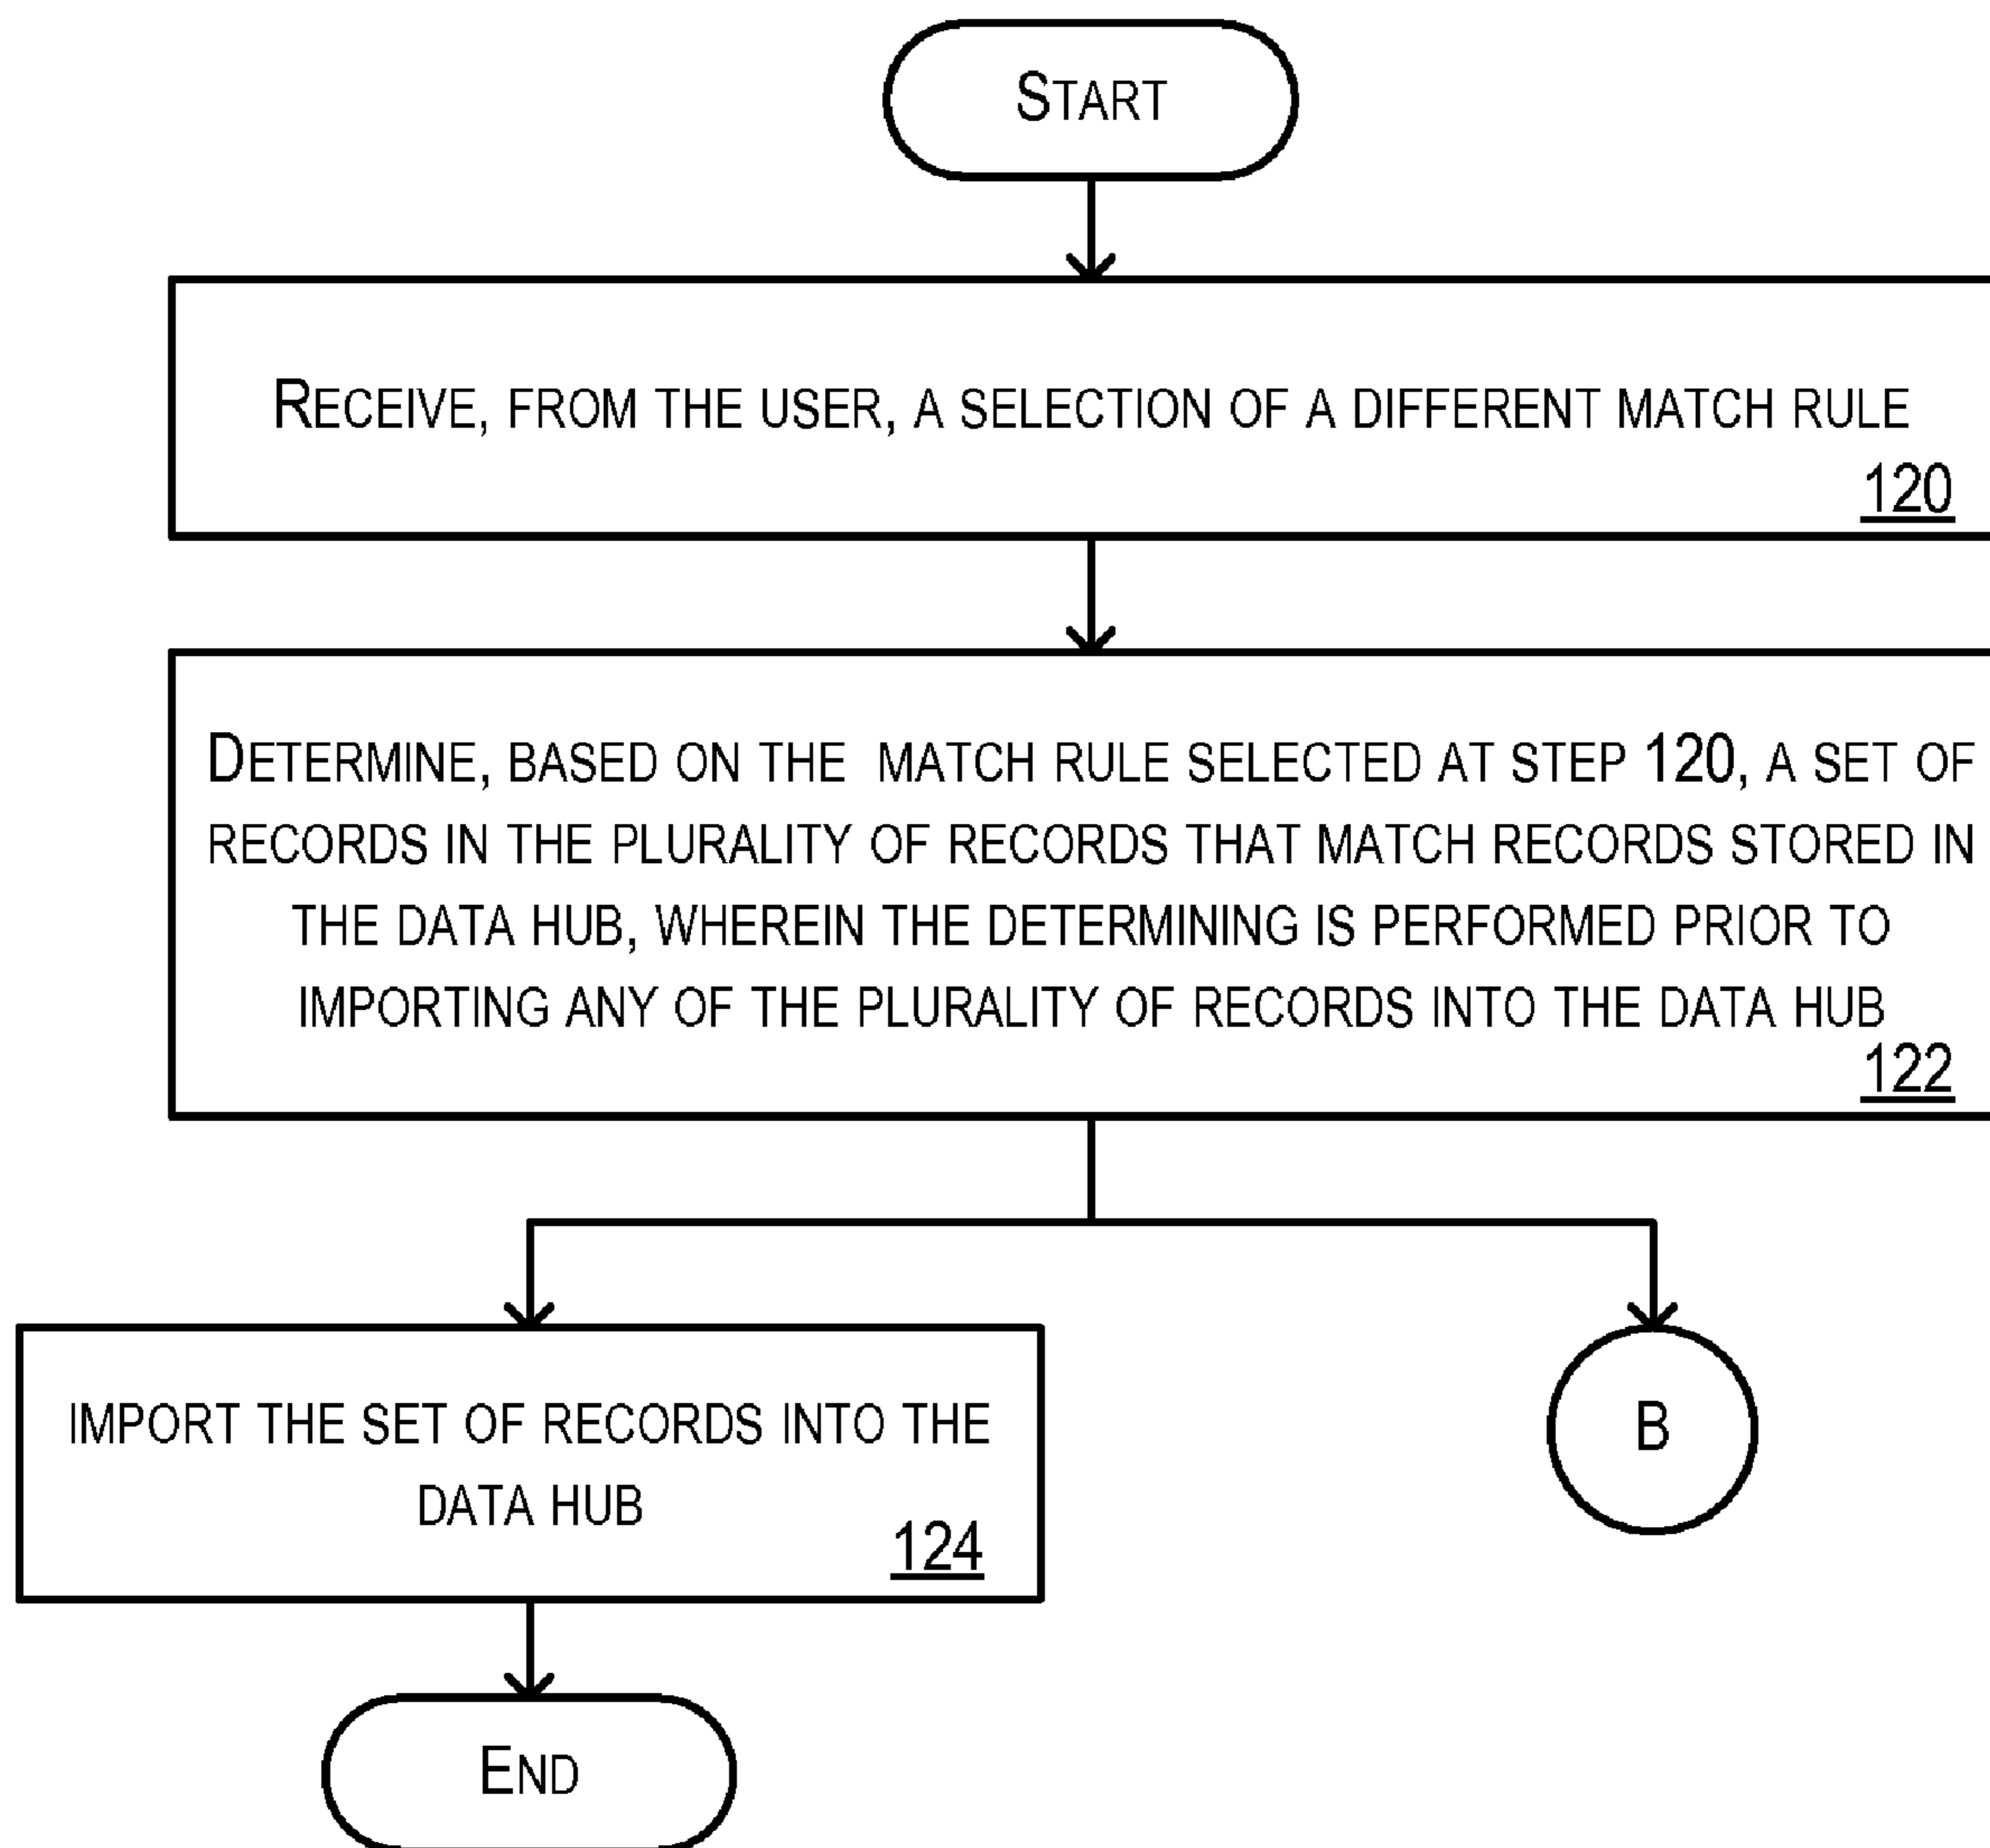 START
RECEIVE, FROM THE USER, A SELECTION OF A DIFFERENT MATCH RULE
120
DETERMINE, BASED ON THE MATCH RULE SELECTED AT STEP 120, A SET OF
RECORDS IN THE PLURALITY OF RECORDS THAT MATCH RECORDS STORED IN
THE DATA HUB, WHEREIN THE DETERMINING IS PERFORMED PRIOR TO
IMPORTING ANY OF THE PLURALITY OF RECORDS INTO THE DATA HUB
122
IMPORT THE SET OF RECORDS INTO THE
DATA HUB
124
B
END